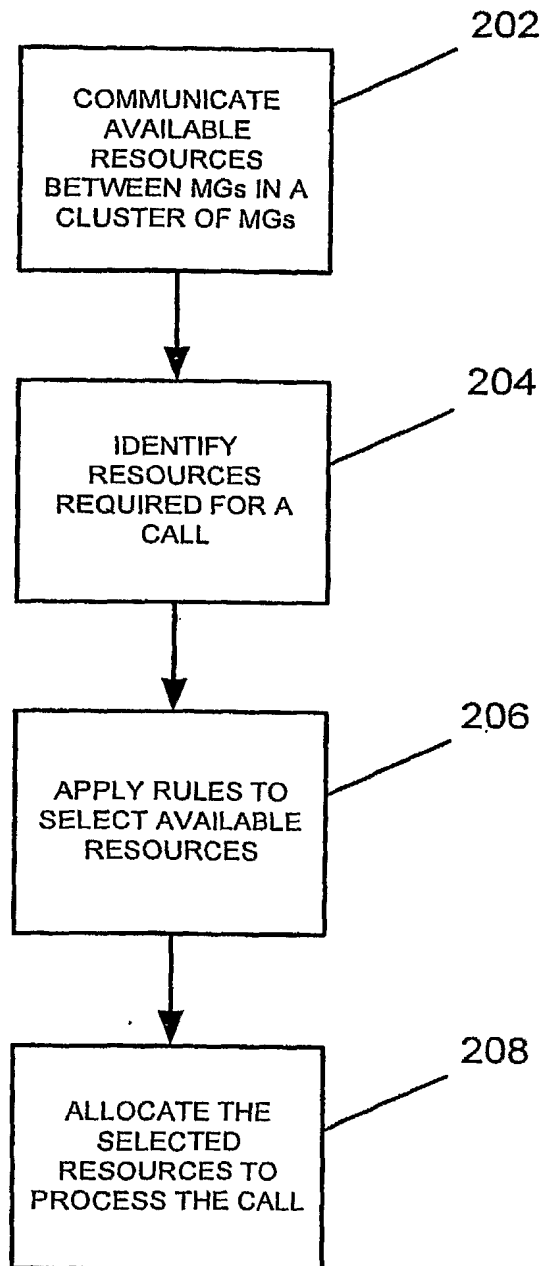 202
COMMUNICATE
AVAILABLE
RESOURCES
BETWEEN MGs IN A
CLUSTER OF MGs
204
IDENTIFY
RESOURCES
REQUIRED FOR A
CALL
206
APPLY RULES TO
SELECT AVAILABLE
RESOURCES
208
ALLOCATE THE
SELECTED
RESOURCES TO
PROCESS THE CALL